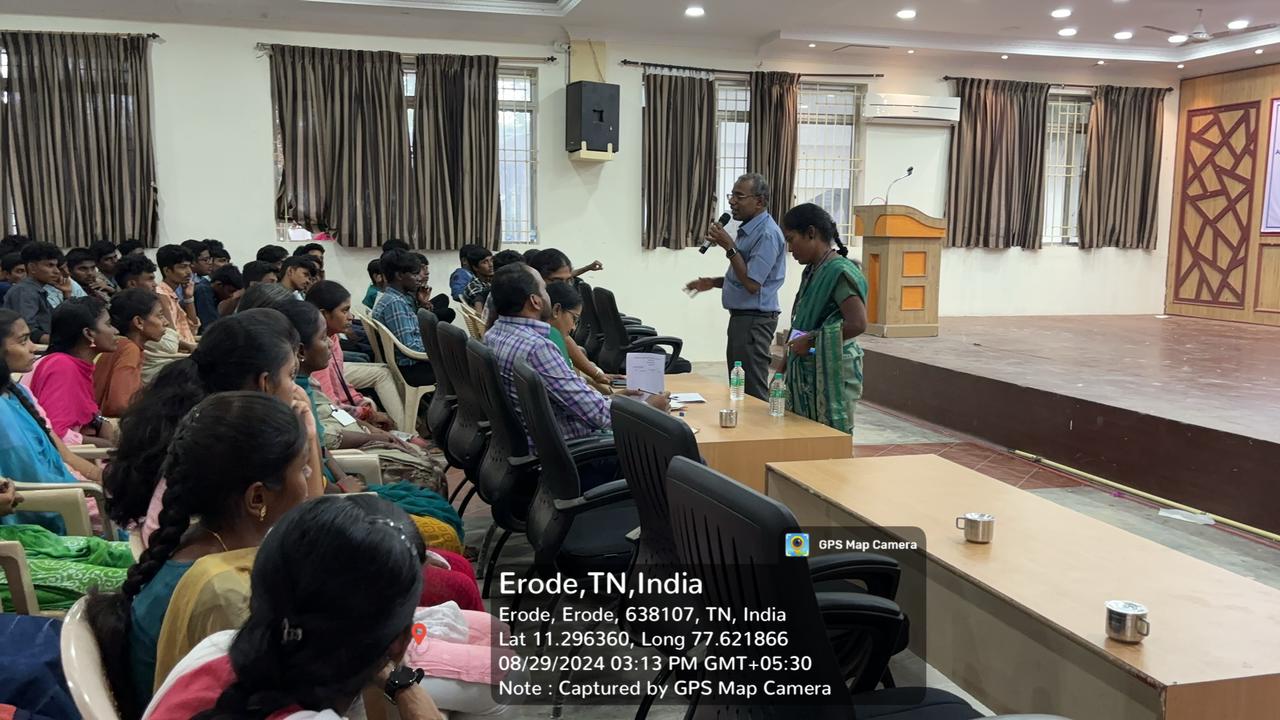 GPS Map Camera
Erode,TN,India
Erode, Erode, 638107, TN, India
Lat 11.296360, Long 77.621866
08/29/2024 03:13 PM GMT+05:30
Note : Captured by GPS Map Camera